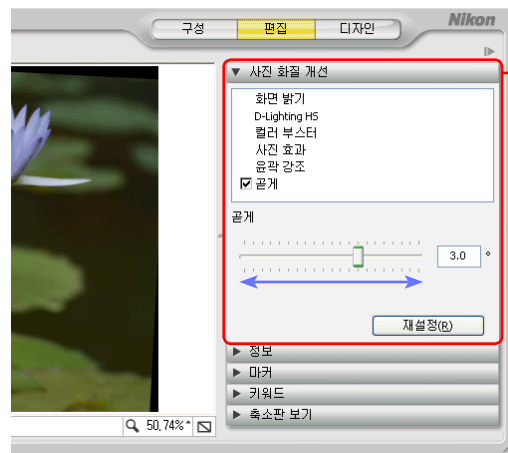 Nikon
구성 편집 디자인
사진 화질 개선
화면 밝기
D-Lighting HS
컬러 부스터
사진 효과
윤곽 강조
곧게
곧게
3.0 °
재설정(R)
정보
마커
키워드
축소판 보기
50.74%